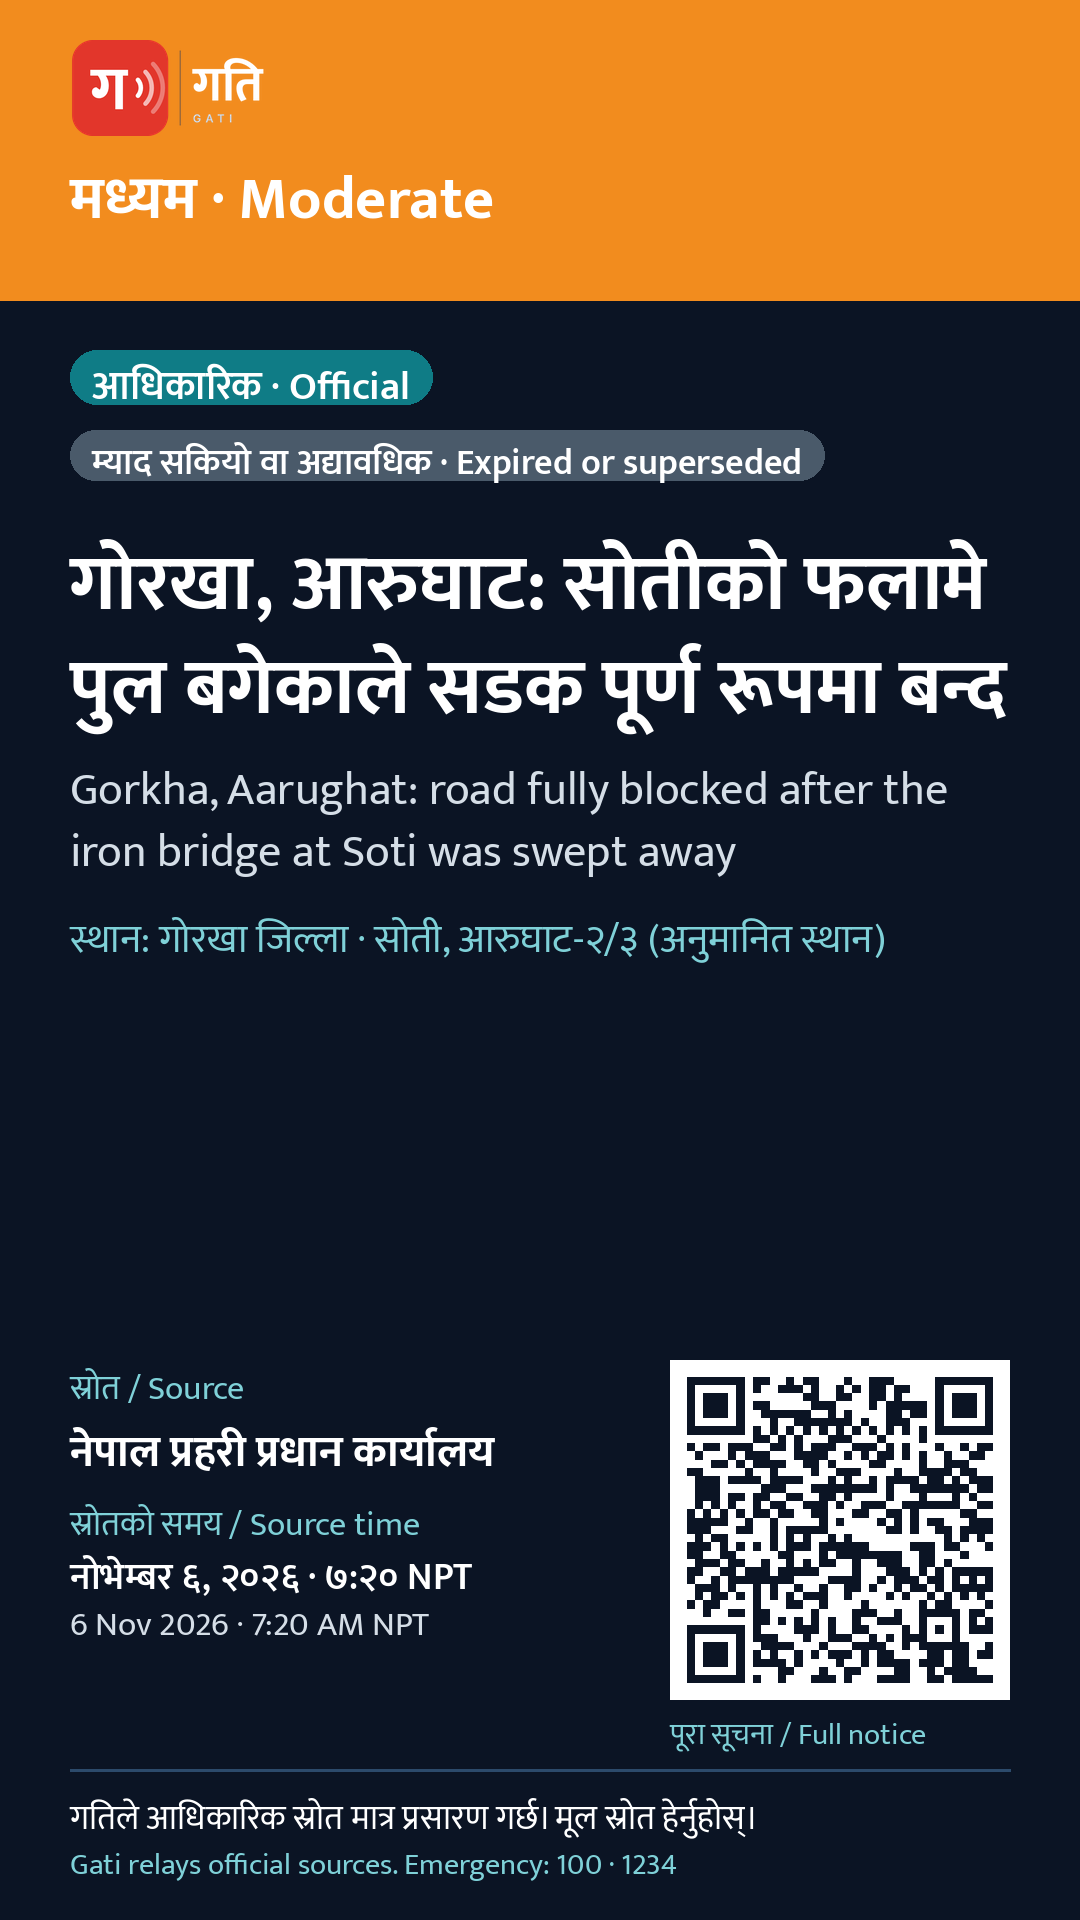 ग
गति
GATI
मध्यम · Moderate
आधिकारिक · Official
म्याद सकियो वा अद्यावधिक · Expired or superseded
गोरखा, आरुघाट: सोतीको फलामे
पुल बगेकाले सडक पूर्ण रूपमा बन्द
Gorkha, Aarughat: road fully blocked after the
iron bridge at Soti was swept away
स्थान: गोरखा जिल्ला · सोती, आरुघाट-२/३ (अनुमानित स्थान)
स्रोत / Source
नेपाल प्रहरी प्रधान कार्यालय
स्रोतको समय / Source time
नोभेम्बर ६, २०२६ · ७:२० NPT
6 Nov 2026 · 7:20 AM NPT
पूरा सूचना / Full notice
गतिले आधिकारिक स्रोत मात्र प्रसारण गर्छ। मूल स्रोत हेर्नुहोस्।
Gati relays official sources. Emergency: 100 · 1234